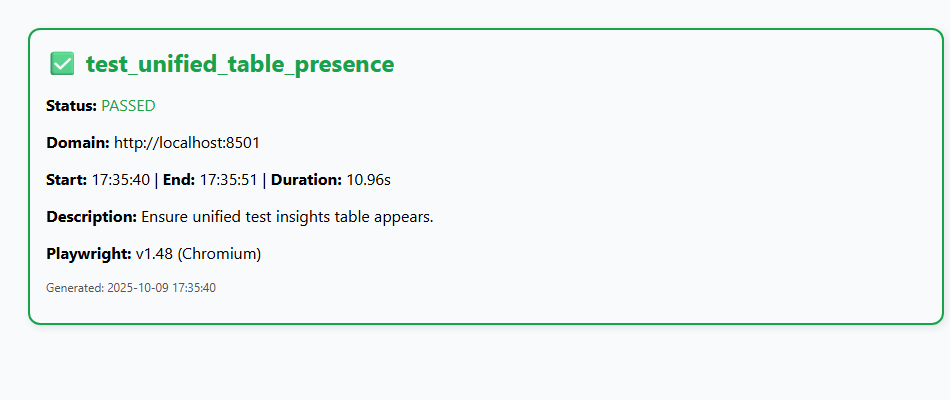 ✅ test_unified_table_presence
Status: PASSED
Domain: http://localhost:8501
Start: 17:35:40 | End: 17:35:51 | Duration: 10.96s
Description: Ensure unified test insights table appears.
Playwright: v1.48 (Chromium)
Generated: 2025-10-09 17:35:40